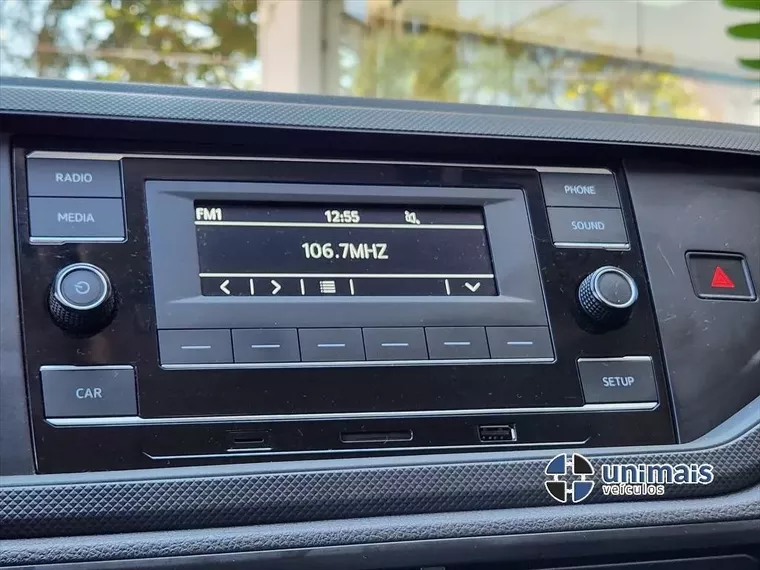 RADIO
MEDIA
FM1 12:55
106.7MHZ
PHONE
SOUND
CAR
SETUP
unimais
veículos